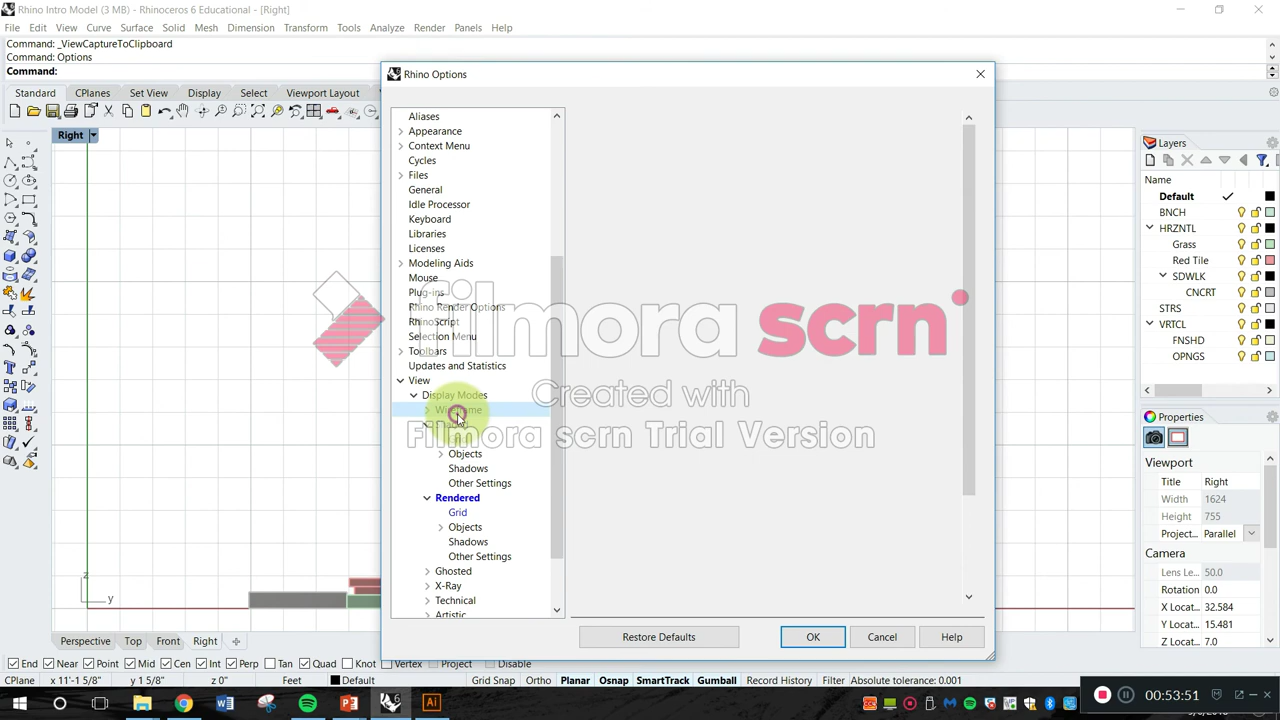 Rhino Intro Model (3 MB) - Rhinoceros 6 Educational - [Right]
File Edit View Curve Surface Solid Mesh Dimension Transform Tools Analyze Render Panels Help
Command: _ViewCaptureToClipboard
Command: Options
Command:
Standard CPlanes Set View Display Select Viewport Layout
Right
Rhino Options
Aliases
Appearance
Context Menu
Cycles
Files
General
Idle Processor
Keyboard
Libraries
Licenses
Modeling Aids
Mouse
Plug-ins
Rhino Render Options
RhinoScript
Selection Menu
Toolbars
Updates and Statistics
View
Display Modes
Wireframe
Objects
Shadows
Other Settings
Rendered
Grid
Objects
Shadows
Other Settings
Ghosted
X-Ray
Technical
Artistic
Restore Defaults OK Cancel Help
filmora scrn
Created with
Filmora scrn Trial Version
Layers
Name
Default
BNCH
HRZNTL
Grass
Red Tile
SDWLK
CNCRT
STRS
VRTCL
FNSHD
OPNGS
Properties
Viewport
Title Right
Width 1624
Height 755
Project... Parallel
Camera
Lens Le... 50.0
Rotation 0.0
X Locat... 32.584
Y Locat... 15.481
Z Locat... 7.0
z
y
Perspective Top Front Right
End Near Point Mid Cen Int Perp Tan Quad Knot Vertex Project Disable
CPlane x 11'-1 5/8" y 1 5/8" z 0" Feet Default Grid Snap Ortho Planar Osnap SmartTrack Gumball Record History Filter Absolute tolerance: 0.001
00:53:51